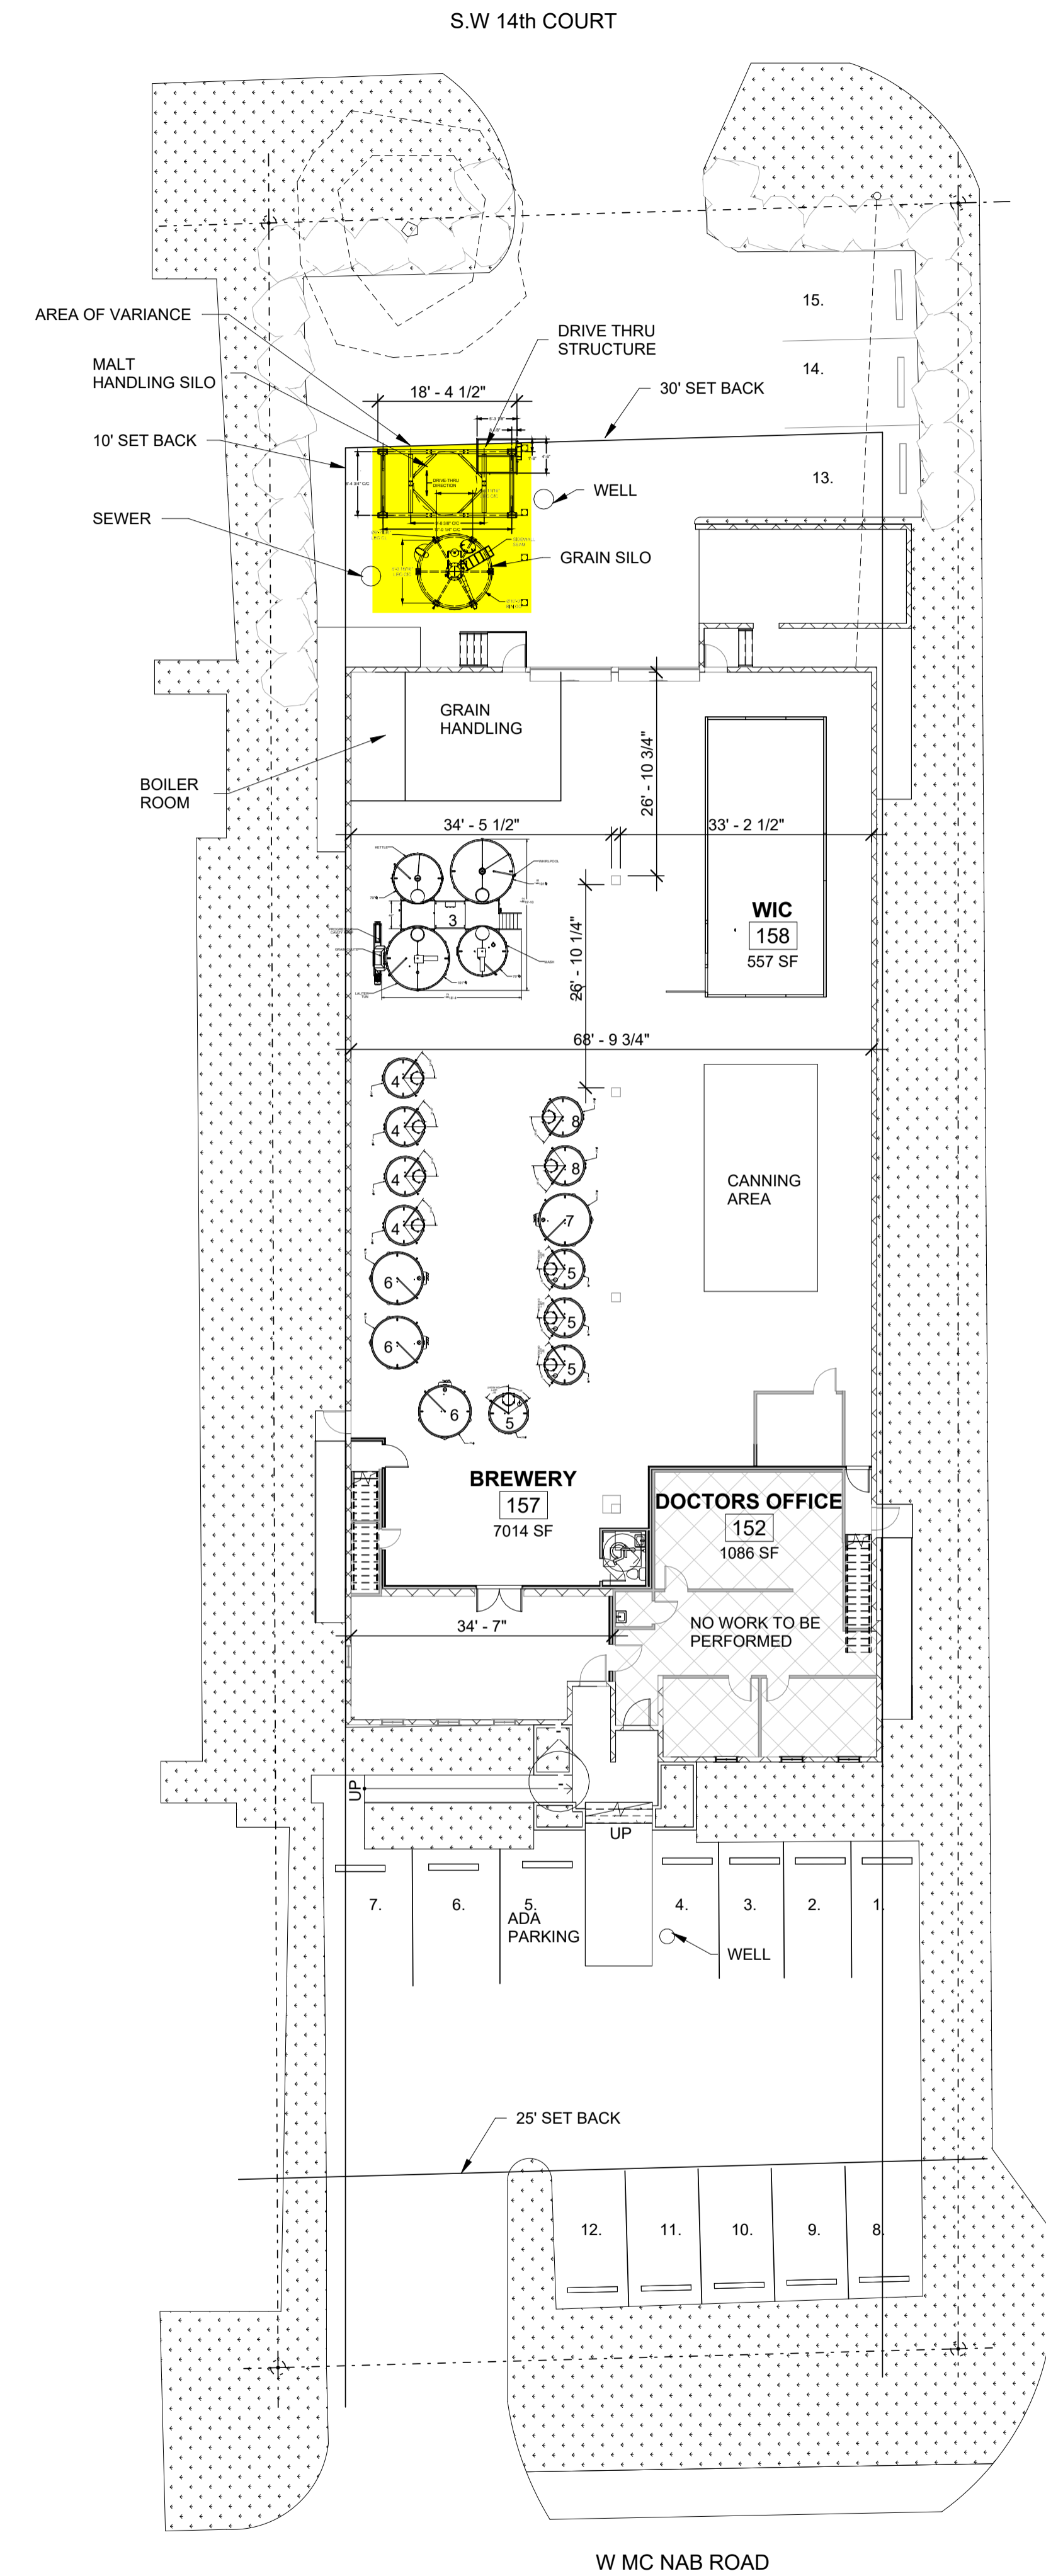 S.W 14th COURT
AREA OF VARIANCE
MALT
HANDLING SILO
10' SET BACK
SEWER
DRIVE THRU
STRUCTURE
30' SET BACK
18' - 4 1/2"
DRIVE-THRU
DIRECTION
WELL
GRAIN SILO
15.
14.
13.
GRAIN
HANDLING
BOILER
ROOM
26' - 10 3/4"
34' - 5 1/2"
33' - 2 1/2"
KETTLE
WHIRLPOOL
3
WIC
158
557 SF
26' - 10 1/4"
68' - 9 3/4"
4
4
4
4
6
6
6
5
8
8
7
5
5
5
CANNING
AREA
BREWERY
157
7014 SF
DOCTORS OFFICE
152
1086 SF
NO WORK TO BE
PERFORMED
34' - 7"
UP
UP
7.
6.
5.
4.
3.
2.
1.
ADA
PARKING
WELL
25' SET BACK
12.
11.
10.
9.
8.
W MC NAB ROAD